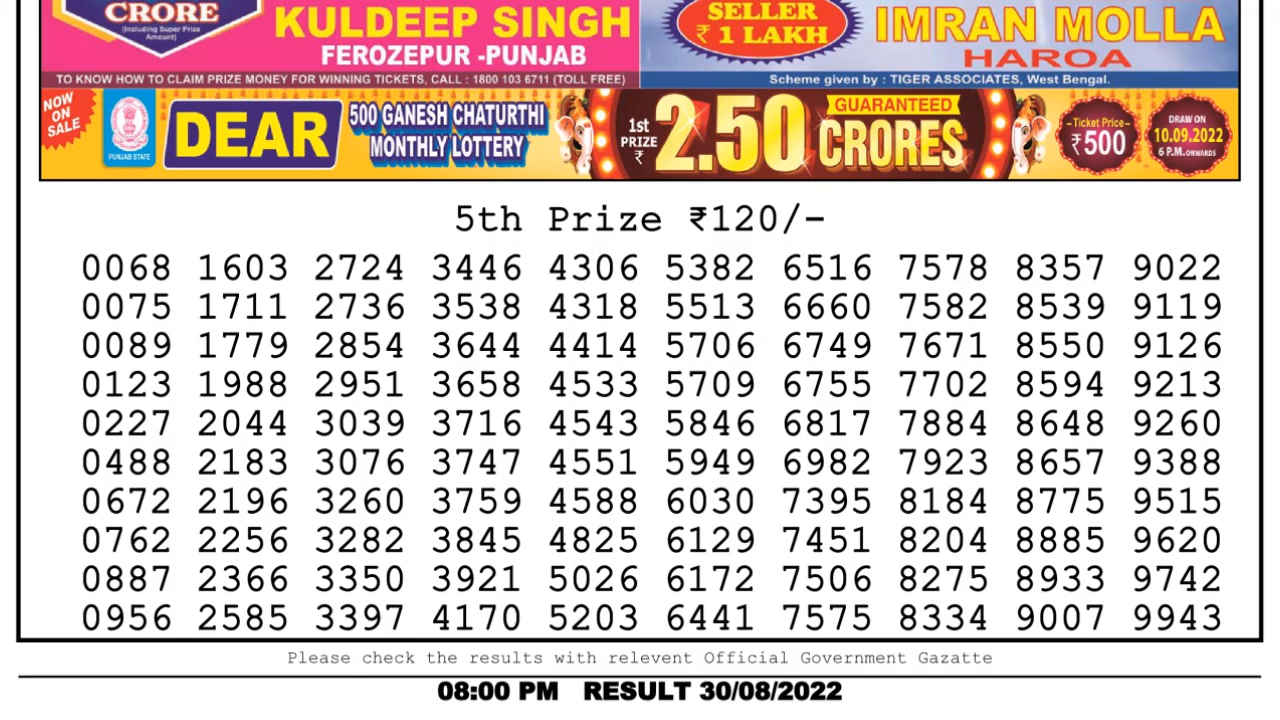 CRORE
(Including Super Prize
Amount)
KULDEEP SINGH
FEROZEPUR -PUNJAB
TO KNOW HOW TO CLAIM PRIZE MONEY FOR WINNING TICKETS, CALL : 1800 103 6711 (TOLL FREE)
SELLER
₹ 1 LAKH
IMRAN MOLLA
HAROA
Scheme given by : TIGER ASSOCIATES, West Bengal.
NOW
ON
SALE
PUNJAB STATE
DEAR
500 GANESH CHATURTHI
MONTHLY LOTTERY
1st
PRIZE
₹
2.50
GUARANTEED
CRORES
-Ticket Price-
₹500
DRAW ON
10.09.2022
6 P.M. ONWARDS
5th Prize ₹120/-
0068 1603 2724 3446 4306 5382 6516 7578 8357 9022
0075 1711 2736 3538 4318 5513 6660 7582 8539 9119
0089 1779 2854 3644 4414 5706 6749 7671 8550 9126
0123 1988 2951 3658 4533 5709 6755 7702 8594 9213
0227 2044 3039 3716 4543 5846 6817 7884 8648 9260
0488 2183 3076 3747 4551 5949 6982 7923 8657 9388
0672 2196 3260 3759 4588 6030 7395 8184 8775 9515
0762 2256 3282 3845 4825 6129 7451 8204 8885 9620
0887 2366 3350 3921 5026 6172 7506 8275 8933 9742
0956 2585 3397 4170 5203 6441 7575 8334 9007 9943
Please check the results with relevent Official Government Gazatte
08:00 PM RESULT 30/08/2022